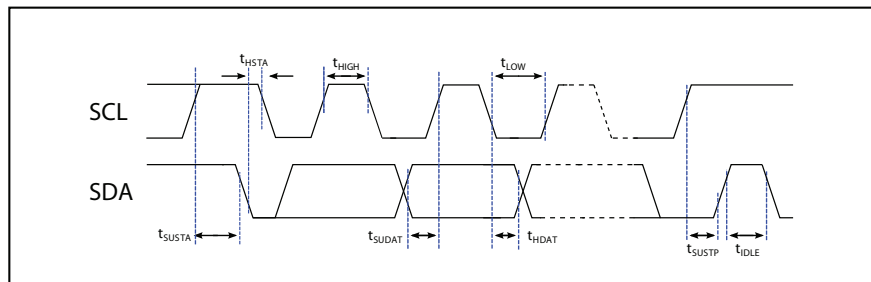 tHSTA tHIGH tLOW
SCL
SDA
tSUSTA tSUDAT tHDAT tSUSTP tIDLE